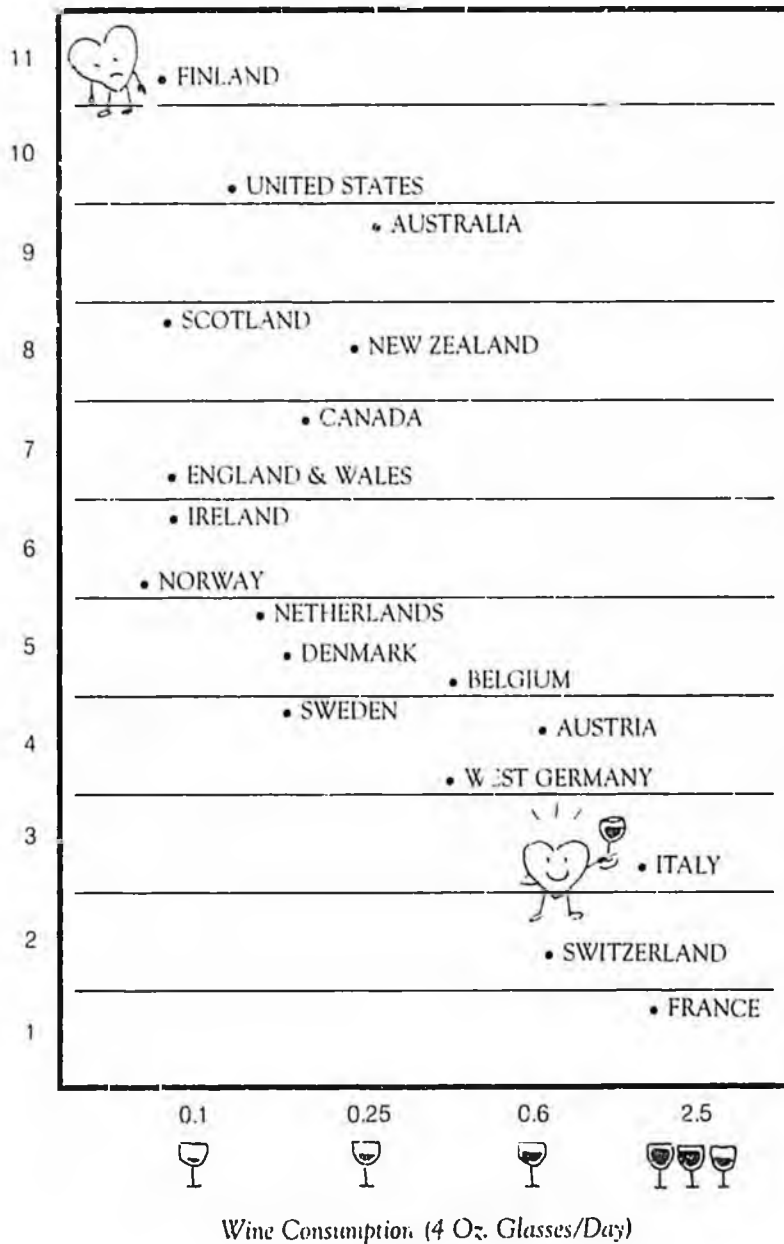 11
FINLAND
10
UNITED STATES
AUSTRALIA
9
SCOTLAND
8
NEW ZEALAND
CANADA
7
ENGLAND & WALES
IRELAND
6
NORWAY
NETHERLANDS
5
DENMARK
BELGIUM
SWEDEN
4
AUSTRIA
WEST GERMANY
3
ITALY
2
SWITZERLAND
FRANCE
1
0.1 0.25 0.6 2.5
Wine Consumption (4 Oz. Glasses/Day)